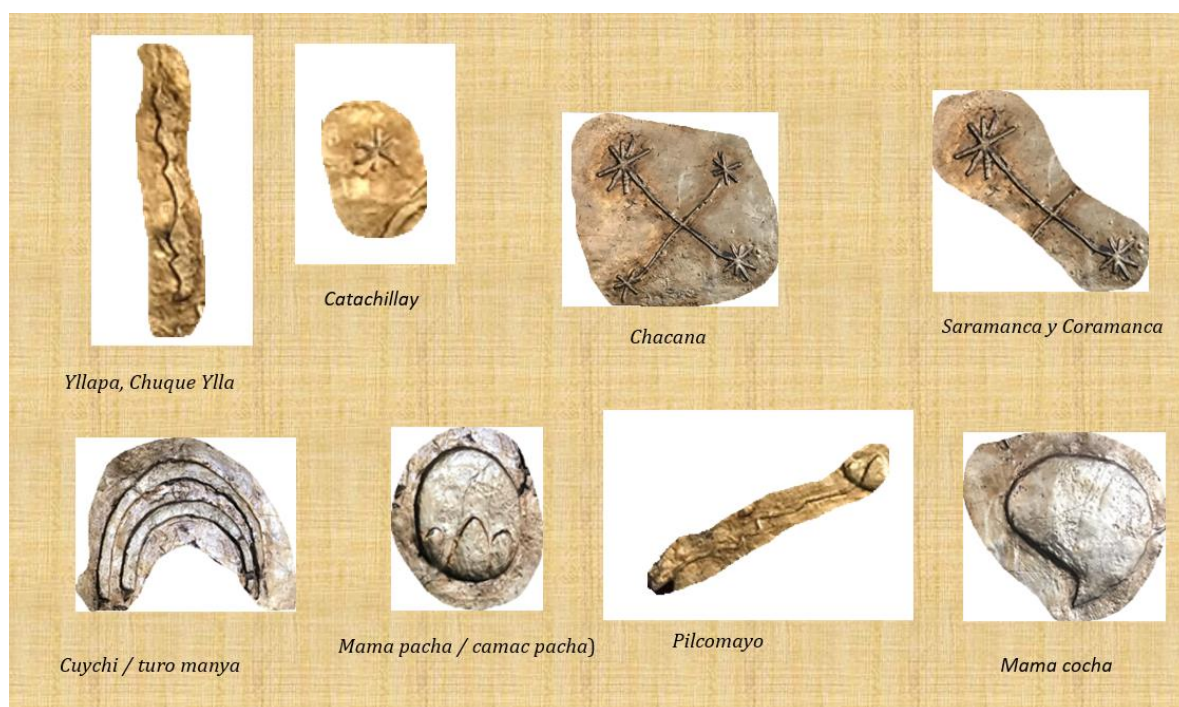 Catachillay
Chacana
Saramanca y Coramanca
Yllapa, Chuque Ylla
Cuychi / turo manya
Mama pacha / camac pacha)
Pilcomayo
Mama cocha